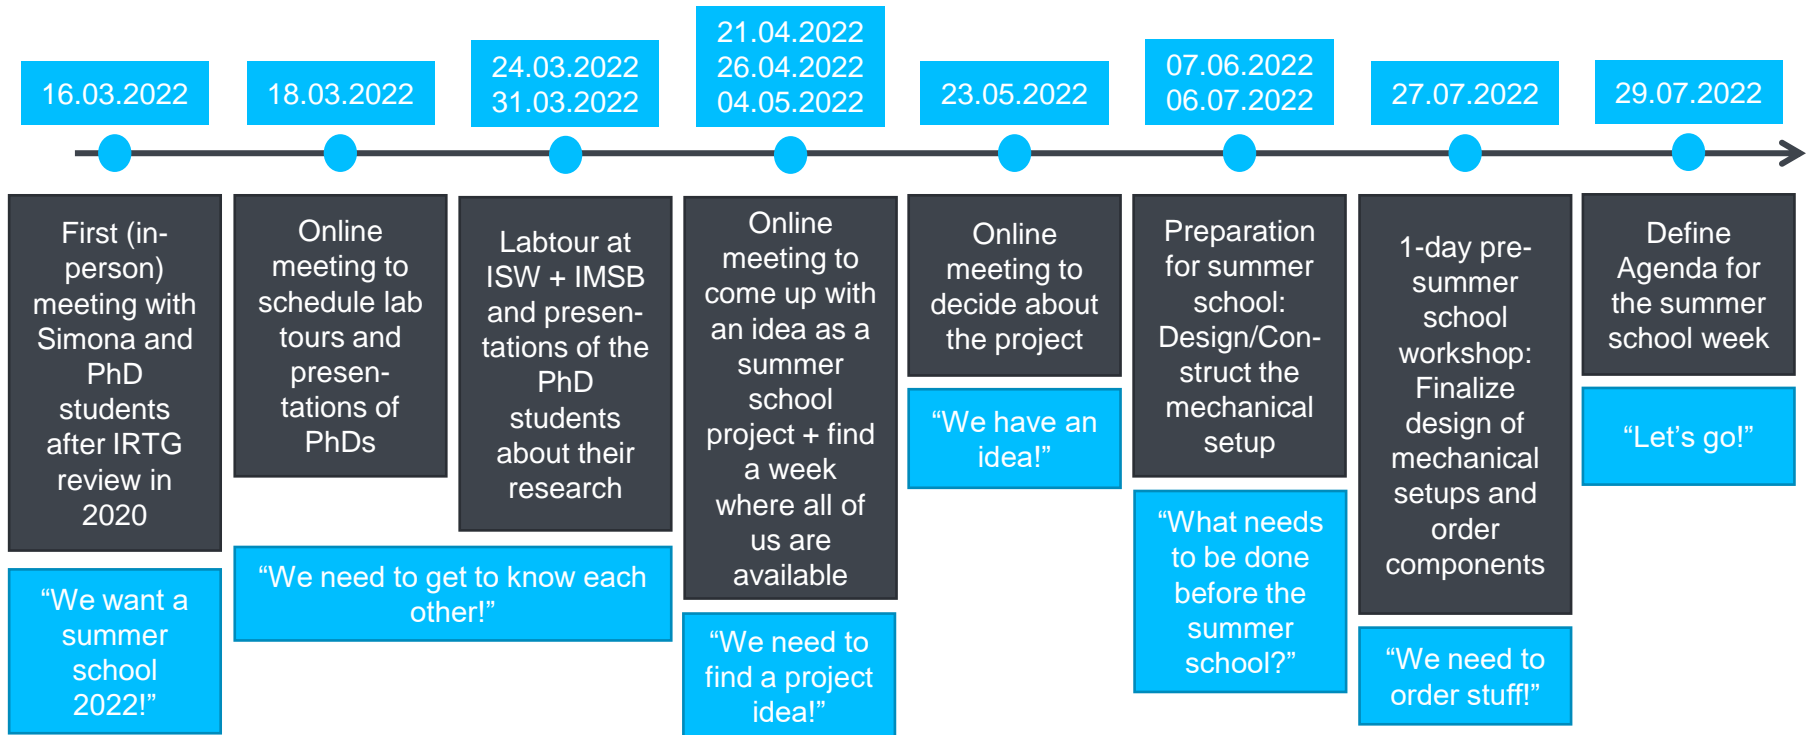 16.03.2022
18.03.2022
24.03.2022
31.03.2022
21.04.2022
26.04.2022
04.05.2022
23.05.2022
07.06.2022
06.07.2022
27.07.2022
29.07.2022
First (in-
person)
meeting with
Simona and
PhD
students
after IRTG
review in
2020
“We want a
summer
school
2022!”
Online
meeting to
schedule lab
tours and
presen-
tations of
PhDs
Labtour at
ISW + IMSB
and presen-
tations of the
PhD
students
about their
research
“We need to get to know each
other!”
Online
meeting to
come up with
an idea as a
summer
school
project + find
a week
where all of
us are
available
“We need to
find a project
idea!”
Online
meeting to
decide about
the project
“We have an
idea!”
Preparation
for summer
school:
Design/Con-
struct the
mechanical
setup
“What needs
to be done
before the
summer
school?”
1-day pre-
summer
school
workshop:
Finalize
design of
mechanical
setups and
order
components
“We need to
order stuff!”
Define
Agenda for
the summer
school week
“Let’s go!”